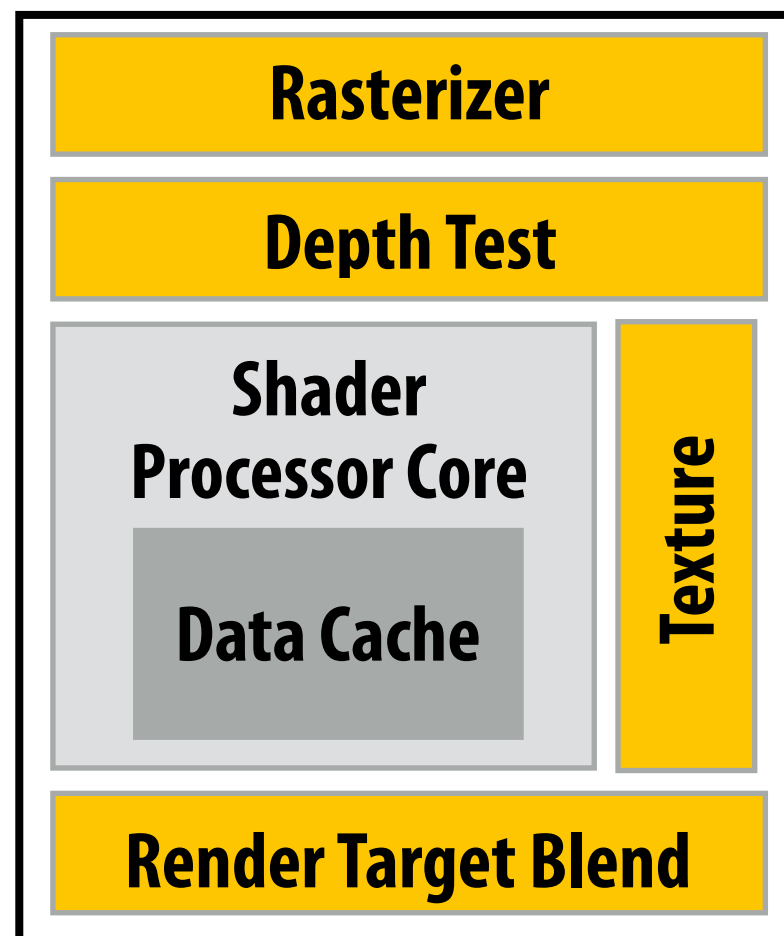 Rasterizer
Depth Test
Shader
Processor Core
Data Cache
Texture
Render Target Blend